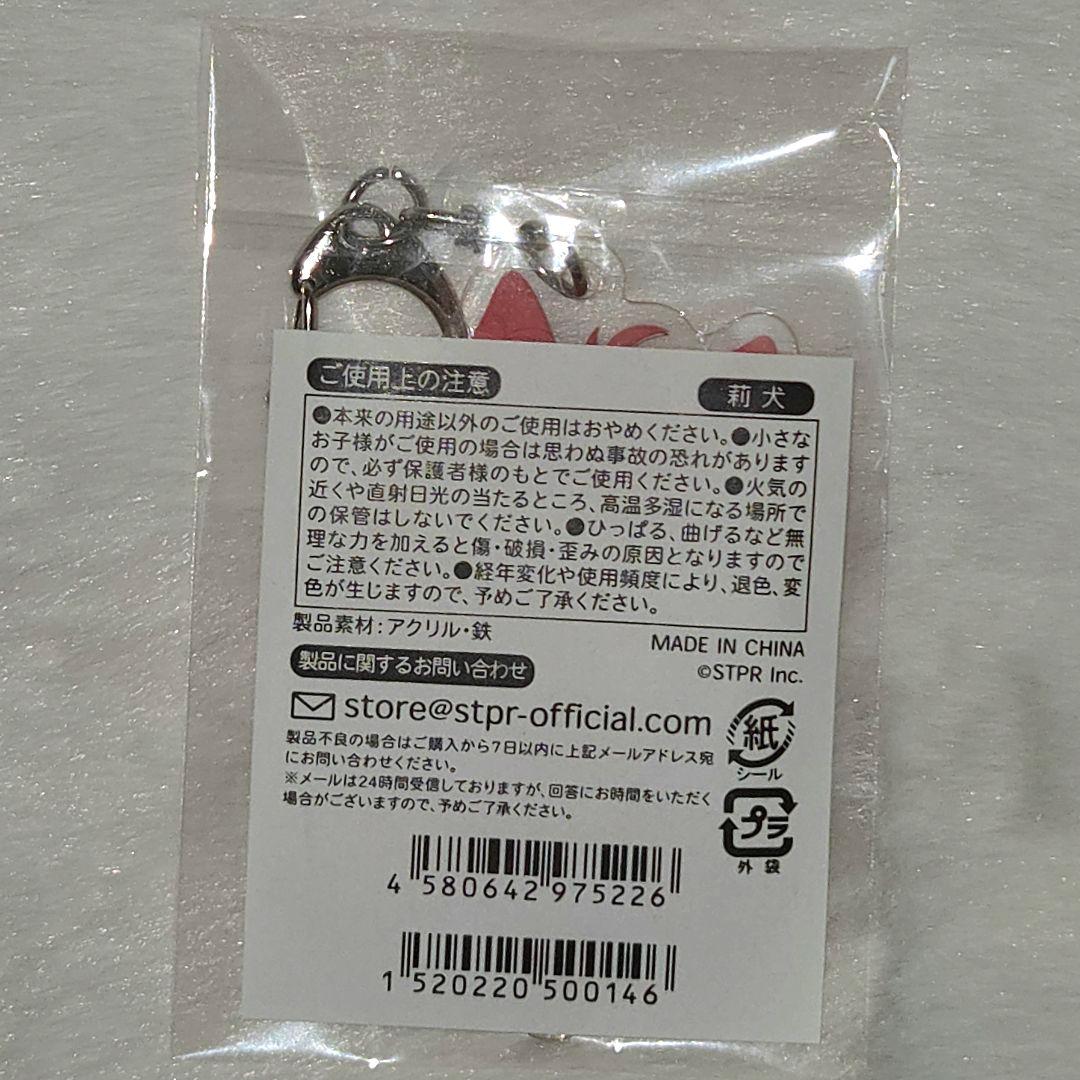 ご使用上の注意
莉犬
●本来の用途以外のご使用はおやめください。●小さな
お子様がご使用の場合は思わぬ事故の恐れがあります
ので、必ず保護者様のもとでご使用ください。●火気の
近くや直射日光の当たるところ、高温多湿になる場所で
の保管はしないでください。●ひっぱる、曲げるなど無
理な力を加えると傷・破損・歪みの原因となりますので
ご注意ください。●経年変化や使用頻度により、退色、変
色が生じますので、予めご了承ください。
製品素材:アクリル・鉄
MADE IN CHINA
©STPR Inc.
製品に関するお問い合わせ
store@stpr-official.com
製品不良の場合はご購入から7日以内に上記メールアドレス宛
にお問い合わせください。
※メールは24時間受信しておりますが、回答にお時間をいただく
場合がございますので、予めご了承ください。
紙
シール
プラ
外袋
4 580642 975226
1 520220 500146